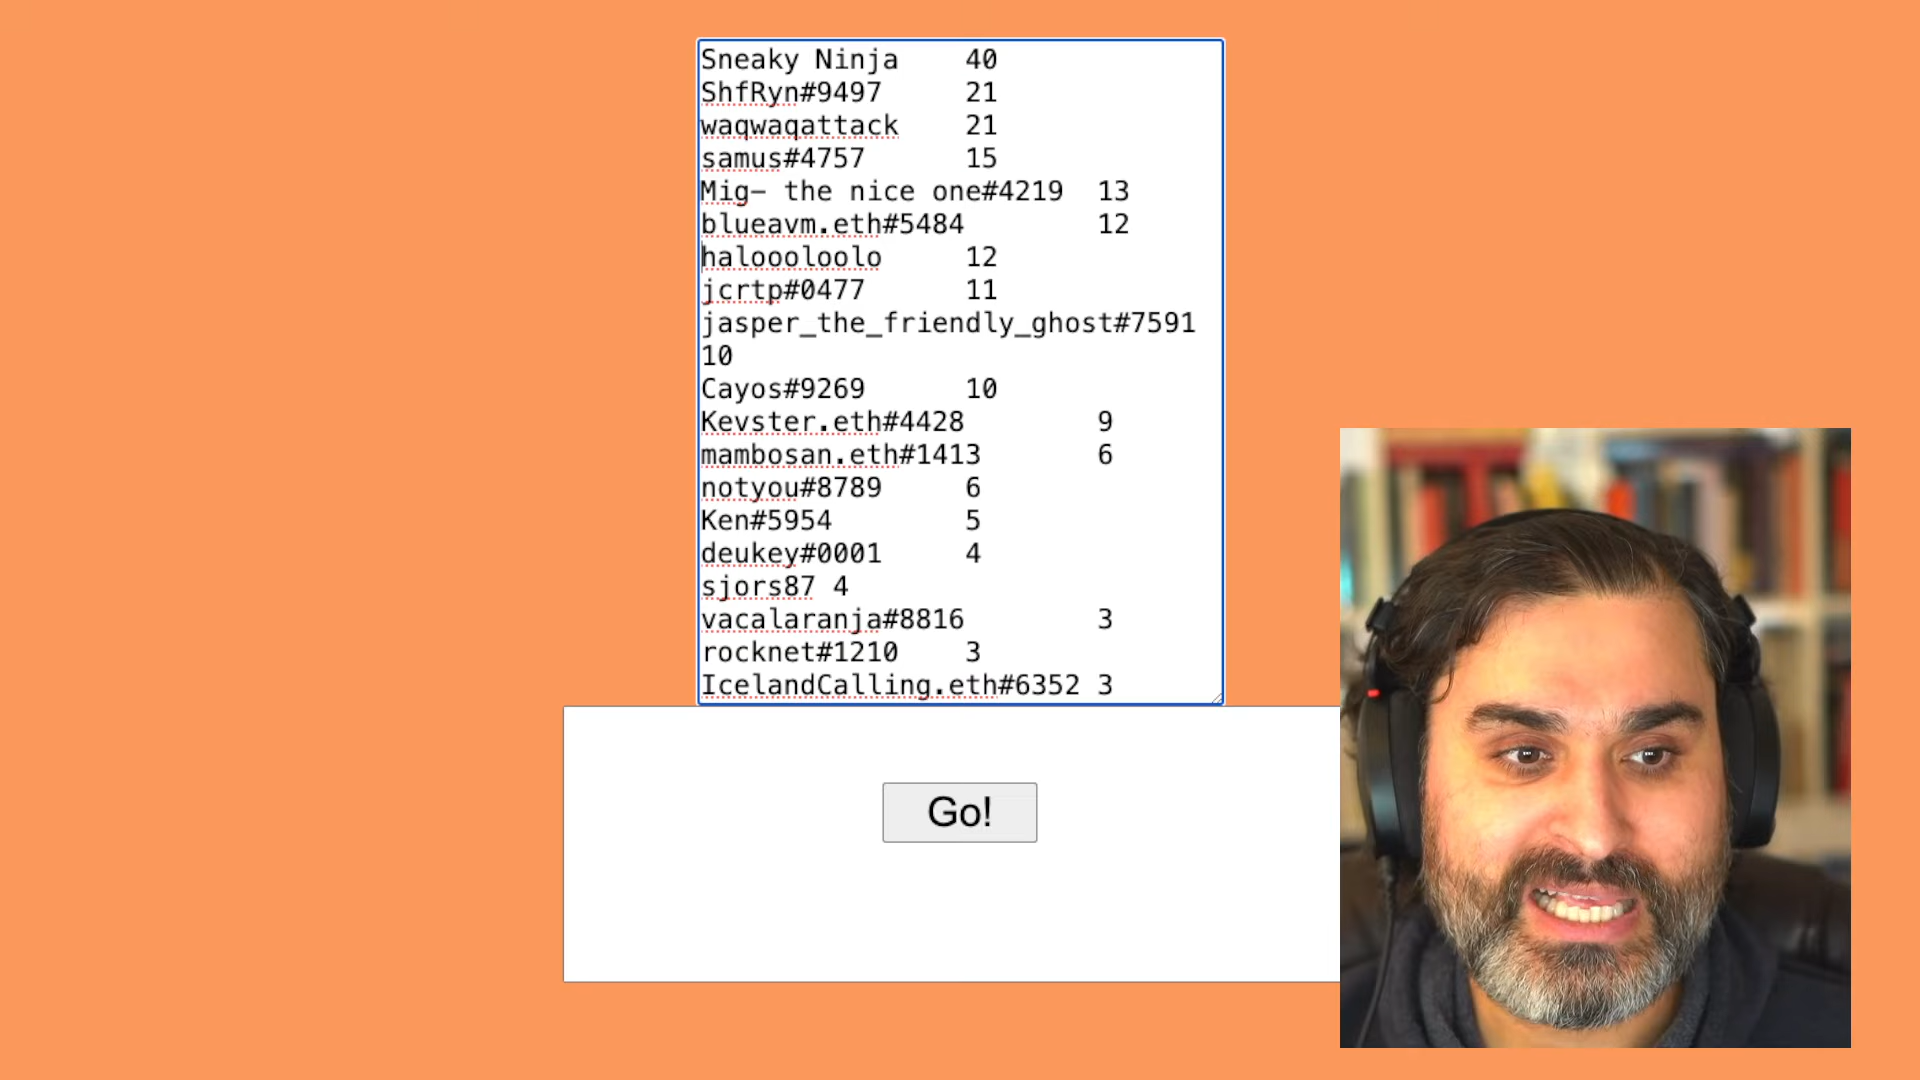 Sneaky Ninja 40
ShfRyn#9497 21
waqwaqattack 21
samus#4757 15
Mig– the nice one#4219 13
blueavm.eth#5484 12
haloooloolo 12
jcrtp#0477 11
jasper_the_friendly_ghost#7591
10
Cayos#9269 10
Kevster.eth#4428 9
mambosan.eth#1413 6
notyou#8789 6
Ken#5954 5
deukey#0001 4
sjors87 4
vacalaranja#8816 3
rocknet#1210 3
IcelandCalling.eth#6352 3
Go!